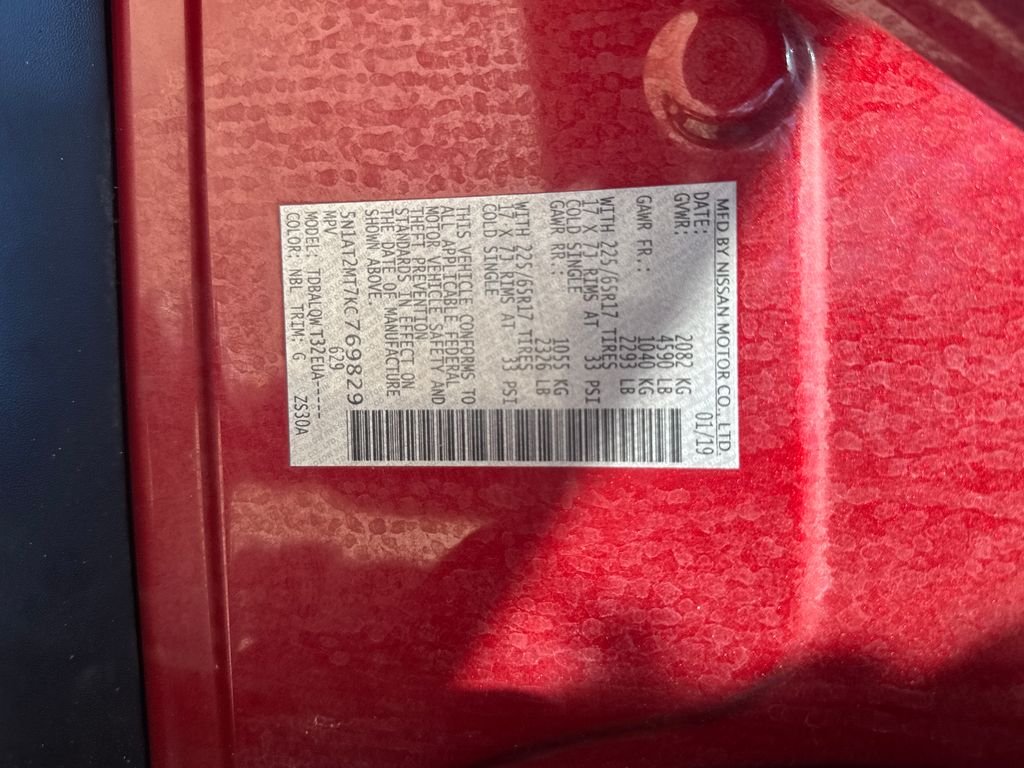 MFD BY NISSAN MOTOR CO., LTD.
DATE: 01/19
GVWR: 2082 KG
4590 LB
GAWR FR.: 1040 KG
2293 LB
WITH 225/65R17 TIRES
17 X 7J RIMS AT 33 PSI
COLD SINGLE
GAWR RR.: 1055 KG
2326 LB
WITH 225/65R17 TIRES
17 X 7J RIMS AT 33 PSI
COLD SINGLE
THIS VEHICLE CONFORMS TO
ALL APPLICABLE FEDERAL
MOTOR VEHICLE SAFETY AND
THEFT PREVENTION
STANDARDS IN EFFECT ON
THE DATE OF MANUFACTURE
SHOWN ABOVE
5N1AT2MT7KC769829
MPV 629
MODEL: TDBALQWT32EUA----
COLOR: NBL TRIM: G ZS30A